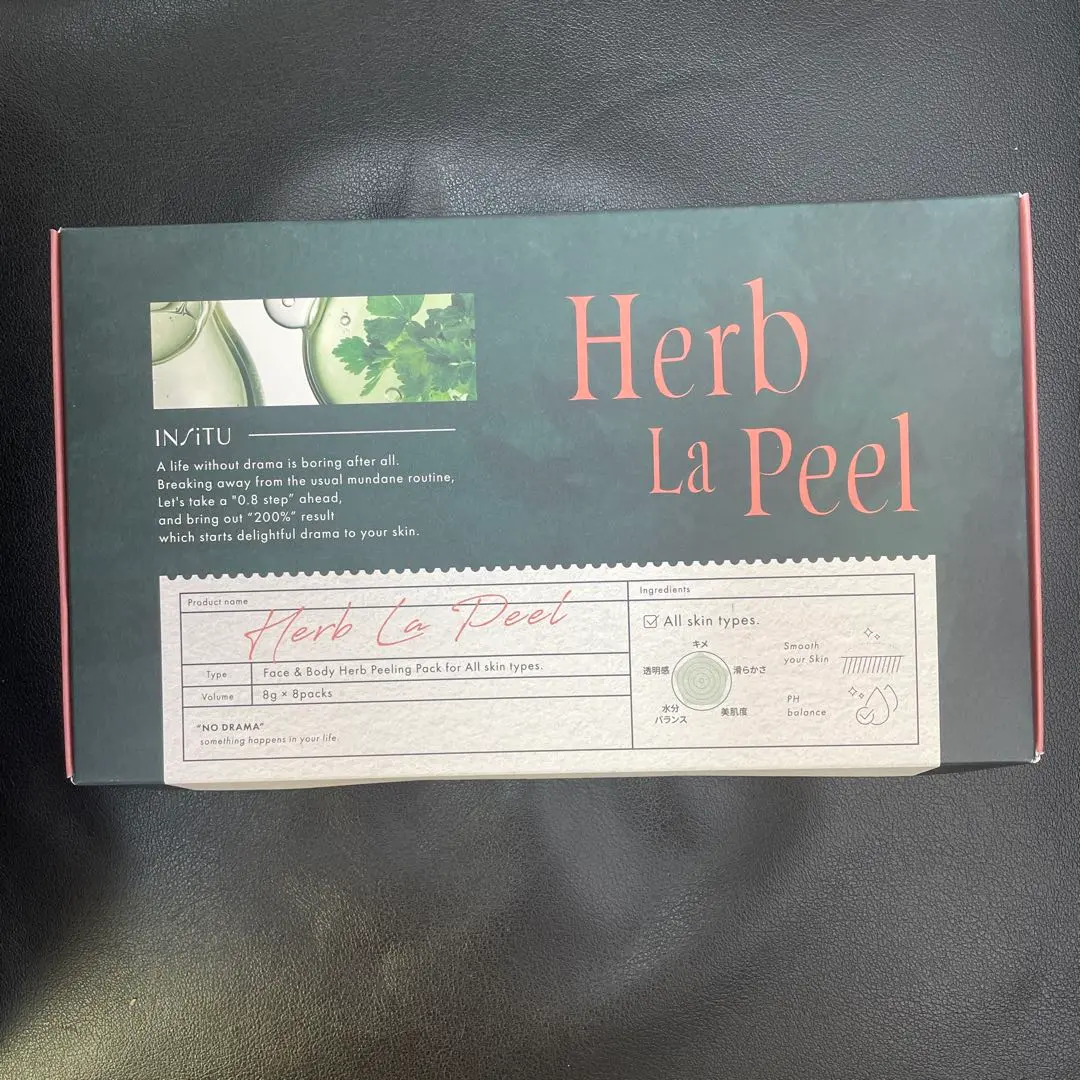 Herb
La Peel
INSiTU
A life without drama is boring after all.
Breaking away from the usual mundane routine,
Let's take a "0.8 step" ahead,
and bring out "200%" result
which starts delightful drama to your skin.
Product name
Herb La Peel
Type
Face & Body Herb Peeling Pack for All skin types.
Volume
8g × 8packs
"NO DRAMA"
something happens in your life
Ingredients
All skin types.
キメ
透明感
滑らかさ
水分
バランス
美肌度
Smooth
your Skin
PH
balance